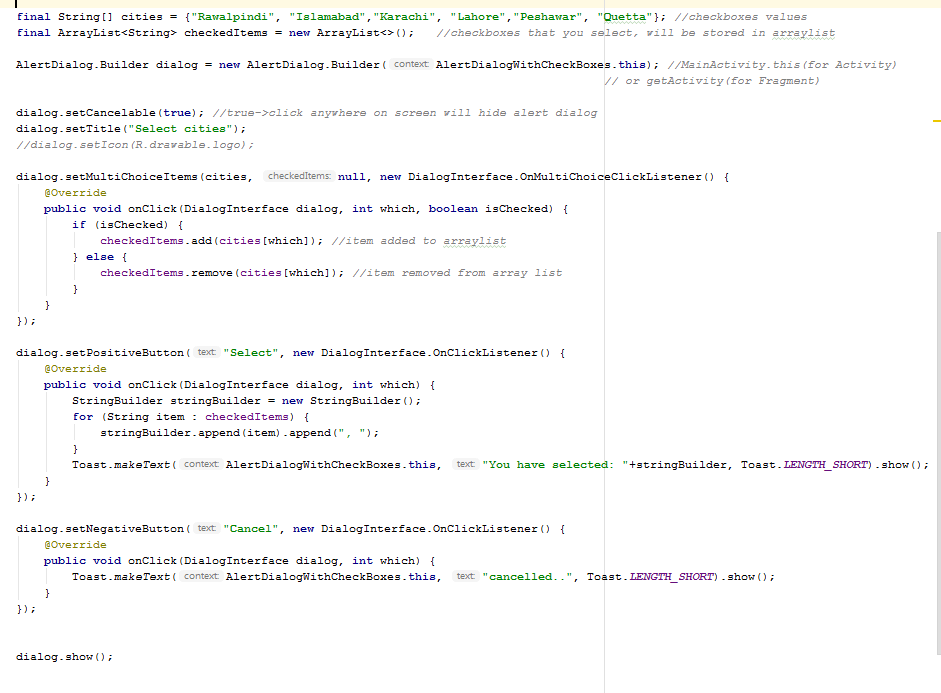 final String[] cities = {"Rawalpindi", "Islamabad","Karachi", "Lahore","Peshawar", "Quetta"}; //checkboxes values
final ArrayList<String> checkedItems = new ArrayList<>();   //checkboxes that you select, will be stored in arraylist
AlertDialog.Builder dialog = new AlertDialog.Builder( context: AlertDialogWithCheckBoxes.this); //MainActivity.this(for Activity)
// or getActivity(for Fragment)
dialog.setCancelable(true); //true->click anywhere on screen will hide alert dialog
dialog.setTitle("Select cities");
//dialog.setIcon(R.drawable.logo);
dialog.setMultiChoiceItems(cities, checkedItems: null, new DialogInterface.OnMultiChoiceClickListener() {
    @Override
    public void onClick(DialogInterface dialog, int which, boolean isChecked) {
        if (isChecked) {
            checkedItems.add(cities[which]); //item added to arraylist
        } else {
            checkedItems.remove(cities[which]); //item removed from array list
        }
    }
});
dialog.setPositiveButton( text: "Select", new DialogInterface.OnClickListener() {
    @Override
    public void onClick(DialogInterface dialog, int which) {
        StringBuilder stringBuilder = new StringBuilder();
        for (String item : checkedItems) {
            stringBuilder.append(item).append(", ");
        }
        Toast.makeText( context: AlertDialogWithCheckBoxes.this, text: "You have selected: "+stringBuilder, Toast.LENGTH_SHORT).show();
    }
});
dialog.setNegativeButton( text: "Cancel", new DialogInterface.OnClickListener() {
    @Override
    public void onClick(DialogInterface dialog, int which) {
        Toast.makeText( context: AlertDialogWithCheckBoxes.this, text: "cancelled..", Toast.LENGTH_SHORT).show();
    }
});
dialog.show();